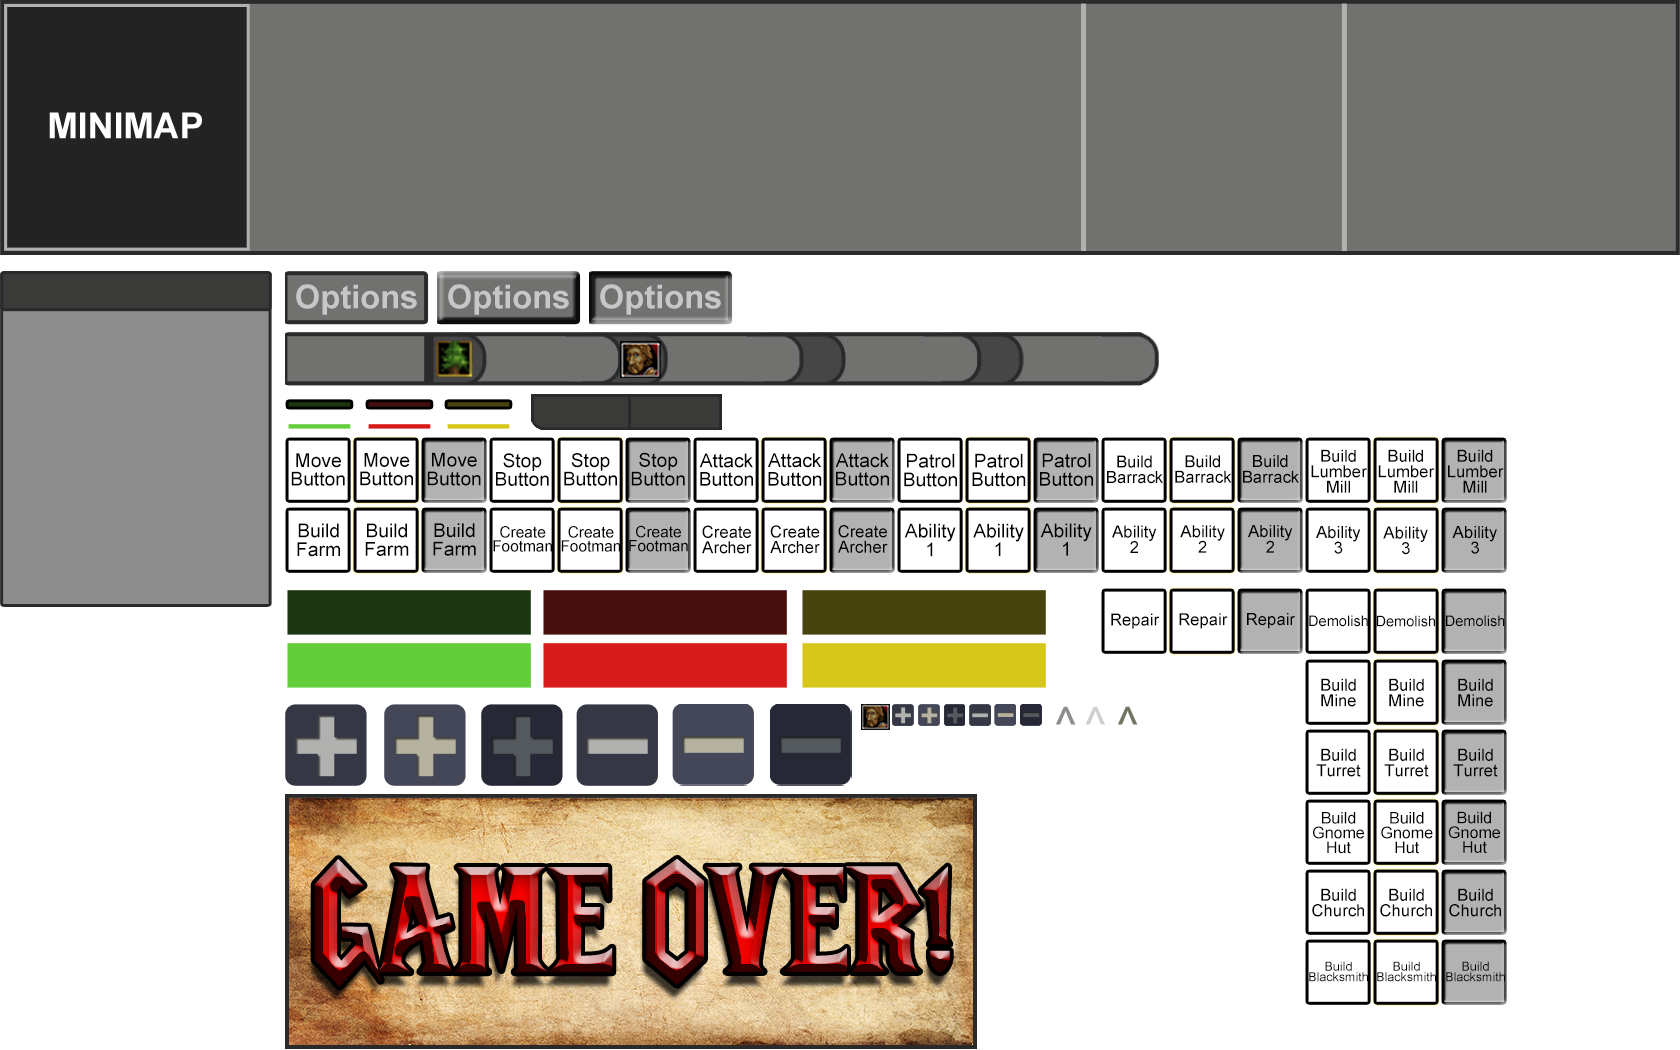 MINIMAP
Options Options Options
Move Move Move Stop Stop Stop Attack Attack Attack Patrol Patrol Patrol Build Build Build Build Build Build
Button Button Button Button Button Button Button Button Button Button Button Button Barrack Barrack Barrack Lumber Lumber Lumber
Mill Mill Mill
Build Build Build Create Create Create Create Create Create Ability Ability Ability Ability Ability Ability Ability Ability Ability
Farm Farm Farm Footman Footman Footman Archer Archer Archer 1 1 1 2 2 2 3 3 3
Repair Repair Repair Demolish Demolish Demolish
Build Build Build
Mine Mine Mine
Build Build Build
Turret Turret Turret
Build Build Build
Gnome Gnome Gnome
Hut Hut Hut
Build Build Build
Church Church Church
Build Build Build
Blacksmith Blacksmith Blacksmith
GAME OVER!